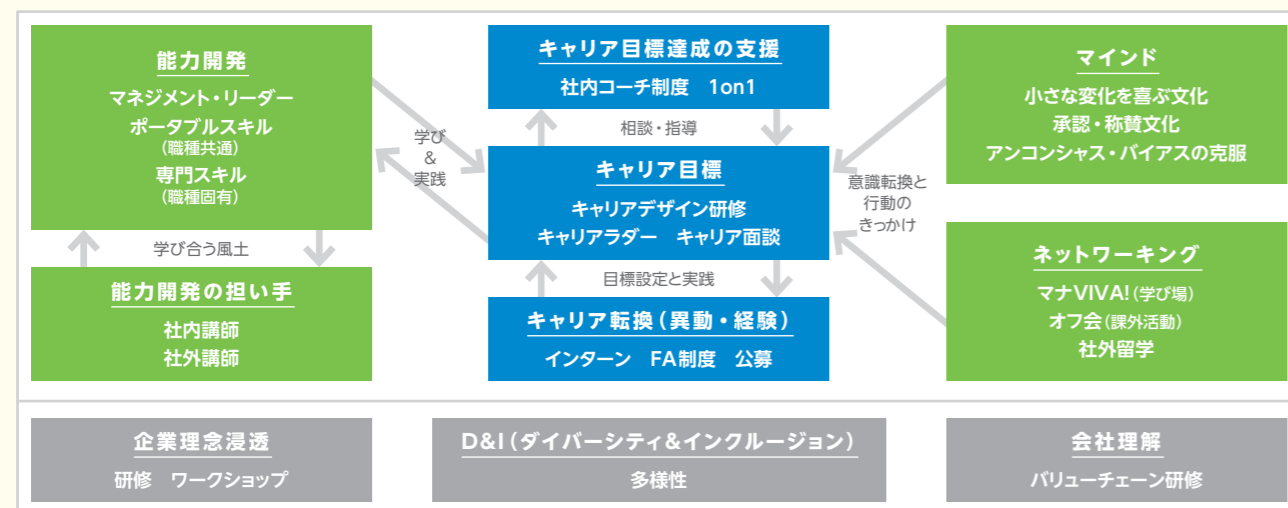 能力開発
マネジメント・リーダー
ポータブルスキル
(職種共通)
専門スキル
(職種固有)
学び合う風土
能力開発の担い手
社内講師
社外講師
学び
&
実践
キャリア目標達成の支援
社内コーチ制度　1on1
相談・指導
キャリア目標
キャリアデザイン研修
キャリアラダー　キャリア面談
目標設定と実践
キャリア転換（異動・経験）
インターン　FA制度　公募
意識転換と
行動の
きっかけ
マインド
小さな変化を喜ぶ文化
承認・称賛文化
アンコンシャス・バイアスの克服
ネットワーキング
マナVIVA!(学び場)
オフ会(課外活動)
社外留学
企業理念浸透
研修　ワークショップ
D&I（ダイバーシティ&インクルージョン）
多様性
会社理解
バリューチェーン研修